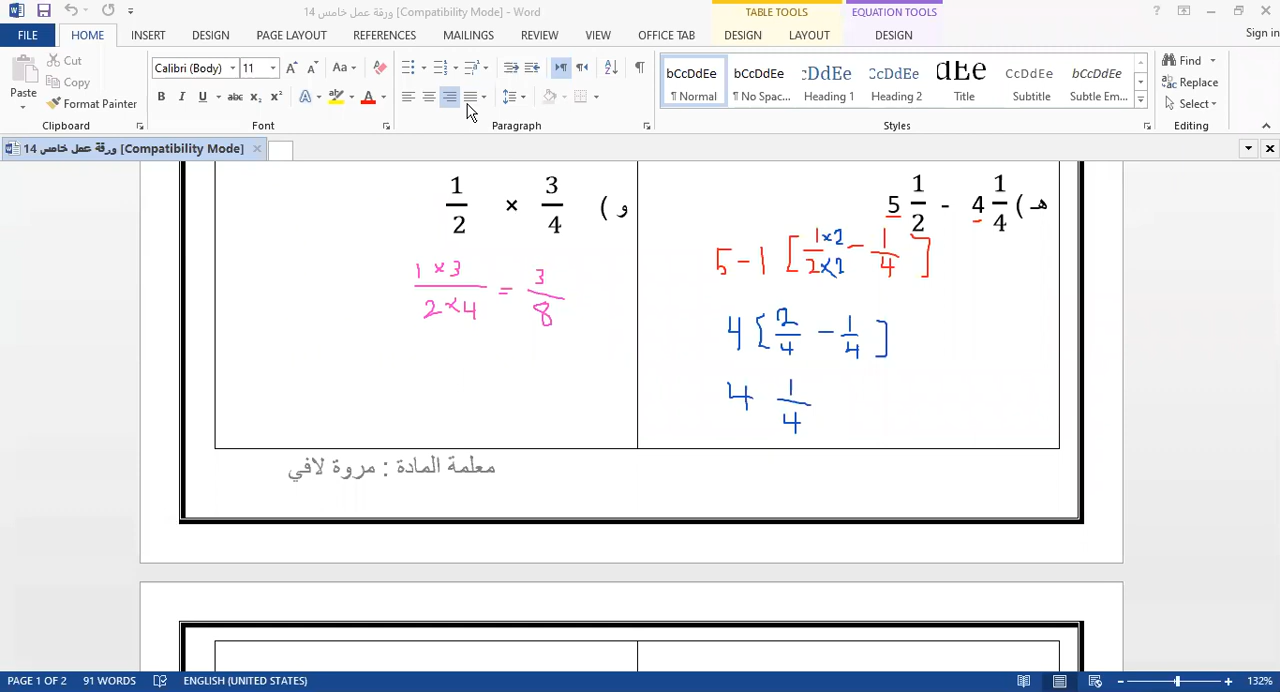 ورقة عمل خامس 14 [Compatibility Mode] - Word
TABLE TOOLS
EQUATION TOOLS
Sign in
FILE HOME INSERT DESIGN PAGE LAYOUT REFERENCES MAILINGS REVIEW VIEW OFFICE TAB DESIGN LAYOUT DESIGN
Paste
Cut
Copy
Format Painter
Clipboard
Calibri (Body) 11
Font
Paragraph
bCcDdEe bCcDdEe bCcDdE bCcDdEe dEe CcDdEe bCcDdEe
¶ Normal ¶ No Spac... Heading 1 Heading 2 Title Subtitle Subtle Em...
Styles
Find
Replace
Select
Editing
ورقة عمل خامس 14 [Compatibility Mode]
هـ ) 5 1/2 - 4 1/4
5 - 1 [ 1×2/2×2 - 1/4 ]
4 [ 2/4 - 1/4 ]
4 1/4
و ) 1/2 × 3/4
1×3/2×4 = 3/8
معلمة المادة : مروة لافي
PAGE 1 OF 2 91 WORDS ENGLISH (UNITED STATES) 132%